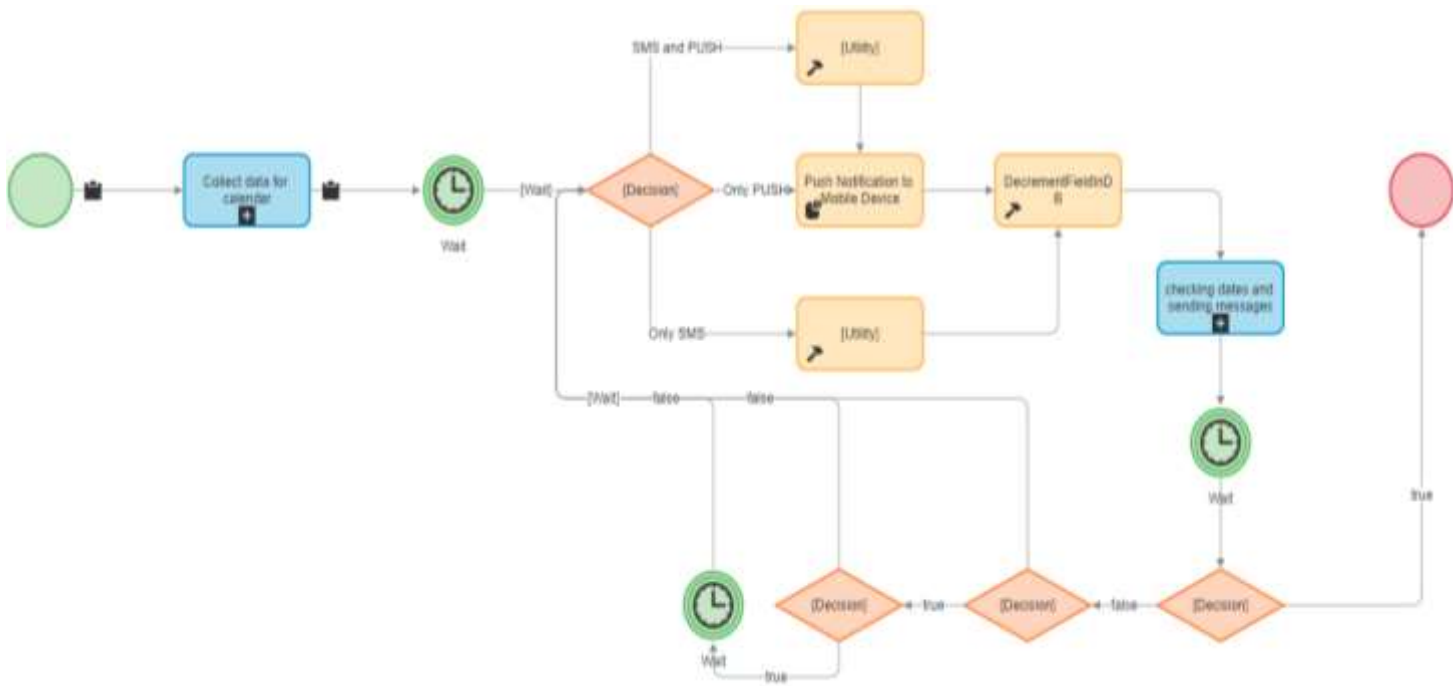 SMS and PUSH
[Utility]
Collect data for
calender
[Wait]
[Decision]
Only PUSH
Push Notification to
Mobile Device
DecrementFieldInD
B
Wait
checking dates and
sending messages
Only SMS
[Utility]
[Wait]
false
false
Wait
true
[Decision]
true
[Decision]
false
[Decision]
Wait
true